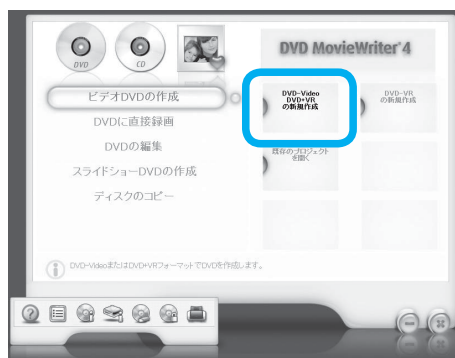 DVD
CD
DVD MovieWriter 4
ビデオDVDの作成
DVDに直接録画
DVDの編集
スライドショーDVDの作成
ディスクのコピー
DVD-Video
DVD+VR
の新規作成
DVD-VR
の新規作成
既存のプロジェクト
を開く
DVD-VideoまたはDVD+VRフォーマットでDVDを作成します。